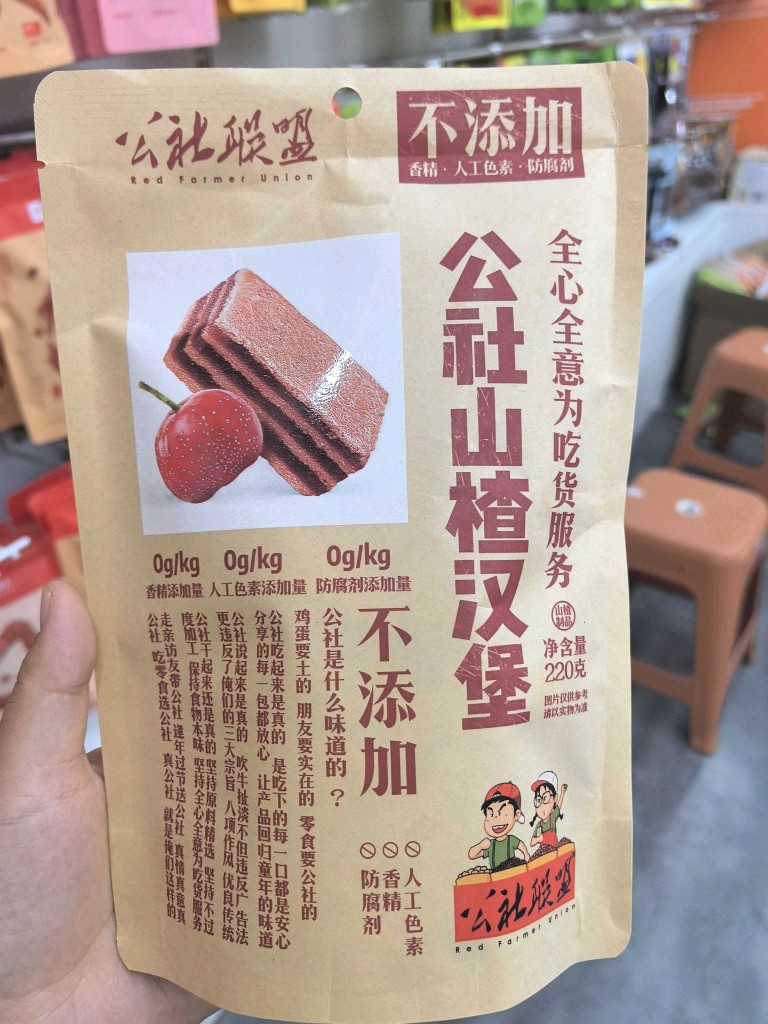 公社联盟
Red Farmer Union
不添加
香精·人工色素·防腐剂
全心全意为吃货服务
公社山楂汉堡
山楂
制品
净含量
220克
图片仅供参考
请以实物为准
0g/kg 0g/kg 0g/kg
香精添加量 人工色素添加量 防腐剂添加量
不添加
人工色素
香精
防腐剂
公社是什么味道的？
鸡蛋要土的 朋友要实在的 零食要公社的
公社吃起来是真的 是吃下的每一口都是安心
分享的每一包都放心 让产品回归童年的味道
公社说起来是真的 吹牛扯淡不但违反广告法
更违反了俺们的三大宗旨 八项作风 优良传统
公社干起来还是真的 坚持原料精选 坚持不过
度加工 保持食物本味 坚持全心全意为吃货服务
走亲访友带公社 逢年过节送公社 真情真意真
公社 吃零食选公社 真公社 就是俺们这样的
公社联盟
Red Farmer Union